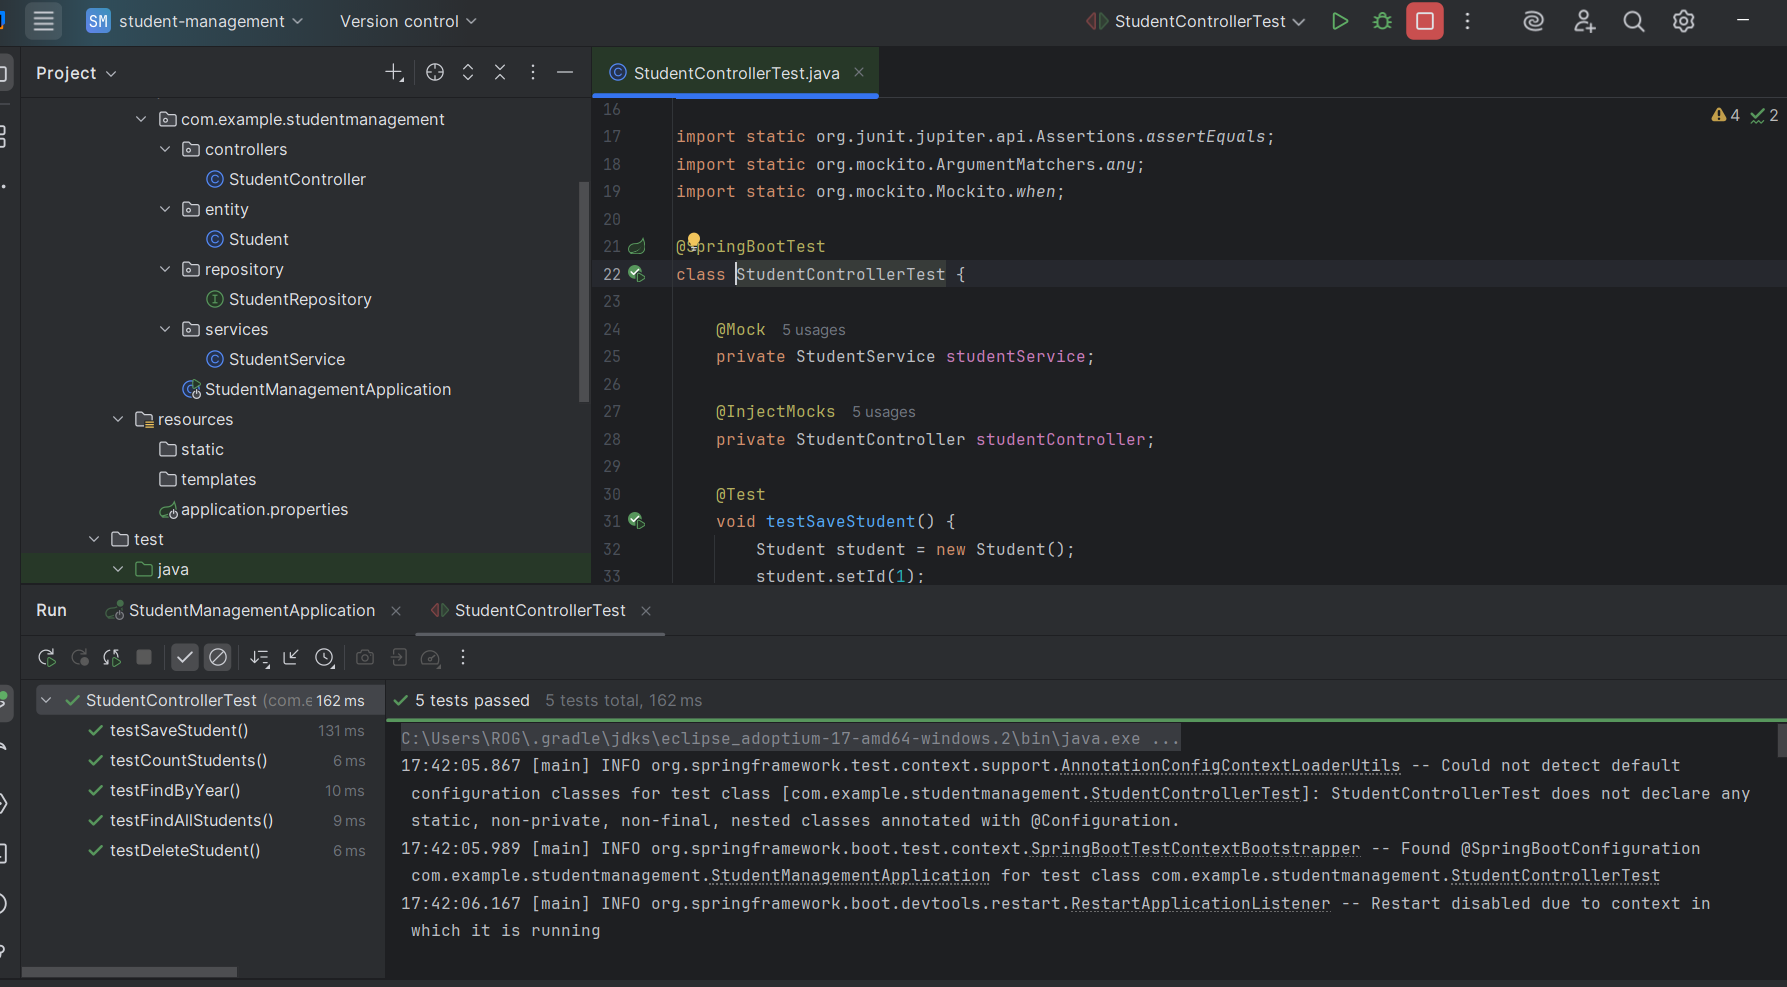 SM student-management
Version control
StudentControllerTest
Project
StudentControllerTest.java
com.example.studentmanagement
controllers
StudentController
entity
Student
repository
StudentRepository
services
StudentService
StudentManagementApplication
resources
static
templates
application.properties
test
java
4 2
16
17 import static org.junit.jupiter.api.Assertions.assertEquals;
18 import static org.mockito.ArgumentMatchers.any;
19 import static org.mockito.Mockito.when;
20
21 @SpringBootTest
22 class StudentControllerTest {
23
24 @Mock 5 usages
25 private StudentService studentService;
26
27 @InjectMocks 5 usages
28 private StudentController studentController;
29
30 @Test
31 void testSaveStudent() {
32 Student student = new Student();
33 student.setId(1);
Run
StudentManagementApplication
StudentControllerTest
StudentControllerTest (com.e 162 ms
testSaveStudent() 131 ms
testCountStudents() 6 ms
testFindByYear() 10 ms
testFindAllStudents() 9 ms
testDeleteStudent() 6 ms
5 tests passed 5 tests total, 162 ms
C:\Users\ROG\.gradle\jdks\eclipse_adoptium-17-amd64-windows.2\bin\java.exe ...
17:42:05.867 [main] INFO org.springframework.test.context.support.AnnotationConfigContextLoaderUtils -- Could not detect default
configuration classes for test class [com.example.studentmanagement.StudentControllerTest]: StudentControllerTest does not declare any
static, non-private, non-final, nested classes annotated with @Configuration.
17:42:05.989 [main] INFO org.springframework.boot.test.context.SpringBootTestContextBootstrapper -- Found @SpringBootConfiguration
com.example.studentmanagement.StudentManagementApplication for test class com.example.studentmanagement.StudentControllerTest
17:42:06.167 [main] INFO org.springframework.boot.devtools.restart.RestartApplicationListener -- Restart disabled due to context in
which it is running